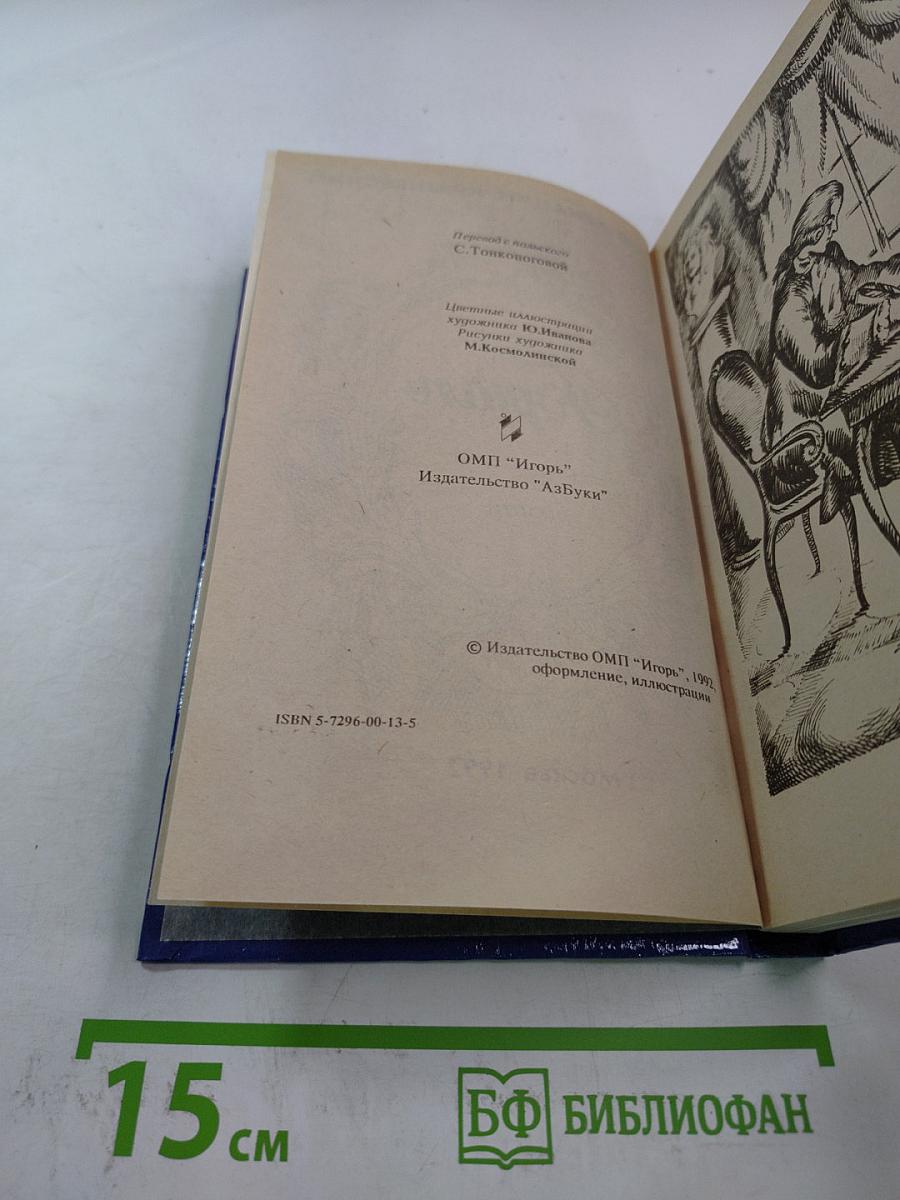 Перевод с польского
С.Тонконоговой
Цветные иллюстрации
художника Ю.Иванова
Рисунки художника
М.Космолинской
ОМП "Игорь"
Издательство "АзБуки"
© Издательство ОМП "Игорь", 1992,
оформление, иллюстрации
ISBN 5-7296-00-13-5
15 см
БФ БИБЛИОФАН